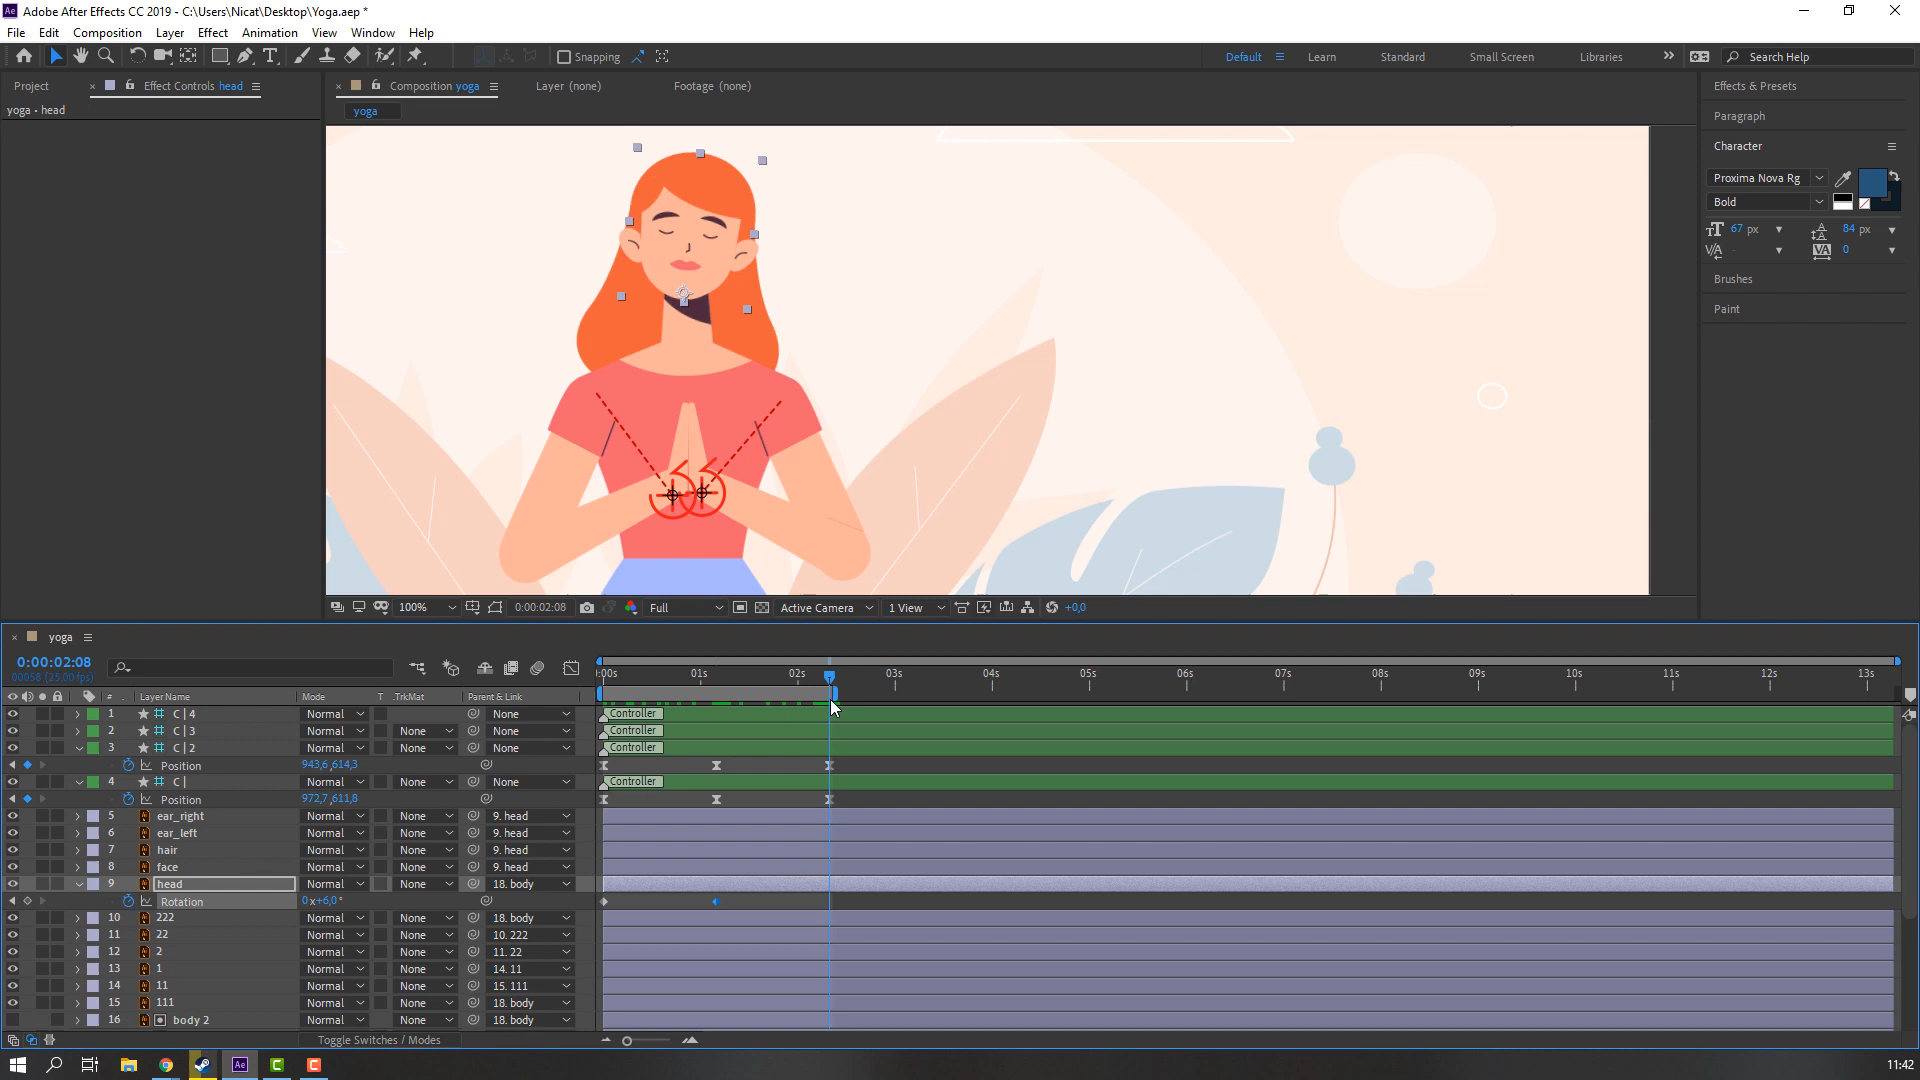 Adobe After Effects CC 2019 - C:\Users\Nicat\Desktop\Yoga.aep *
File Edit Composition Layer Effect Animation View Window Help
Snapping Default Learn Standard Small Screen Libraries Search Help
Project Effect Controls head Composition yoga Layer (none) Footage (none)
yoga • head
yoga
Effects & Presets
Paragraph
Character
Proxima Nova Rg
Bold
67 px 84 px
0
Brushes
Paint
100% 0:00:02:08 Full Active Camera 1 View +0,0
yoga
0:00:02:08
00058 (25.00 fps)
:00s 01s 02s 03s 04s 05s 06s 07s 08s 09s 10s 11s 12s 13s
# Layer Name Mode T .TrkMat Parent & Link
1 C | 4 Normal None Controller
2 C | 3 Normal None None Controller
3 C | 2 Normal None None Controller
Position 943,6,614,3
4 C | Normal None None Controller
Position 972,7,611,8
5 ear_right Normal None 9. head
6 ear_left Normal None 9. head
7 hair Normal None 9. head
8 face Normal None 9. head
9 head Normal None 18. body
Rotation 0x+6,0°
10 222 Normal None 18. body
11 22 Normal None 10. 222
12 2 Normal None 11. 22
13 1 Normal None 14. 11
14 11 Normal None 15. 111
15 111 Normal None 18. body
16 body 2 Normal None 18. body
Toggle Switches / Modes
11:42